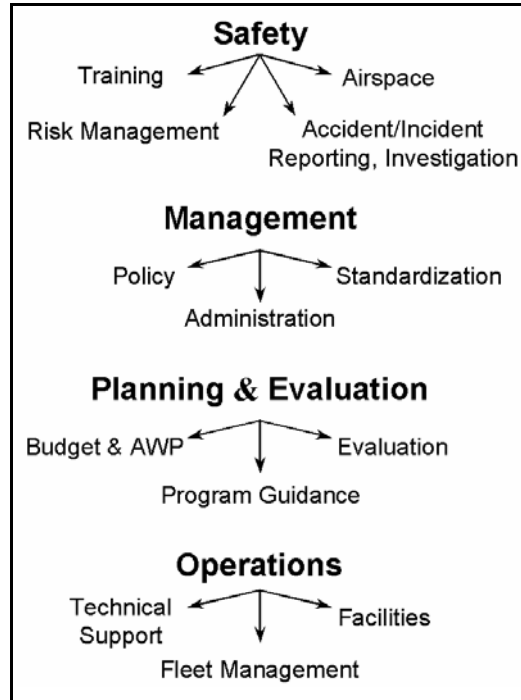 Safety
Training
Airspace
Risk Management
Accident/Incident
Reporting, Investigation
Management
Policy
Standardization
Administration
Planning & Evaluation
Budget & AWP
Evaluation
Program Guidance
Operations
Technical
Support
Facilities
Fleet Management